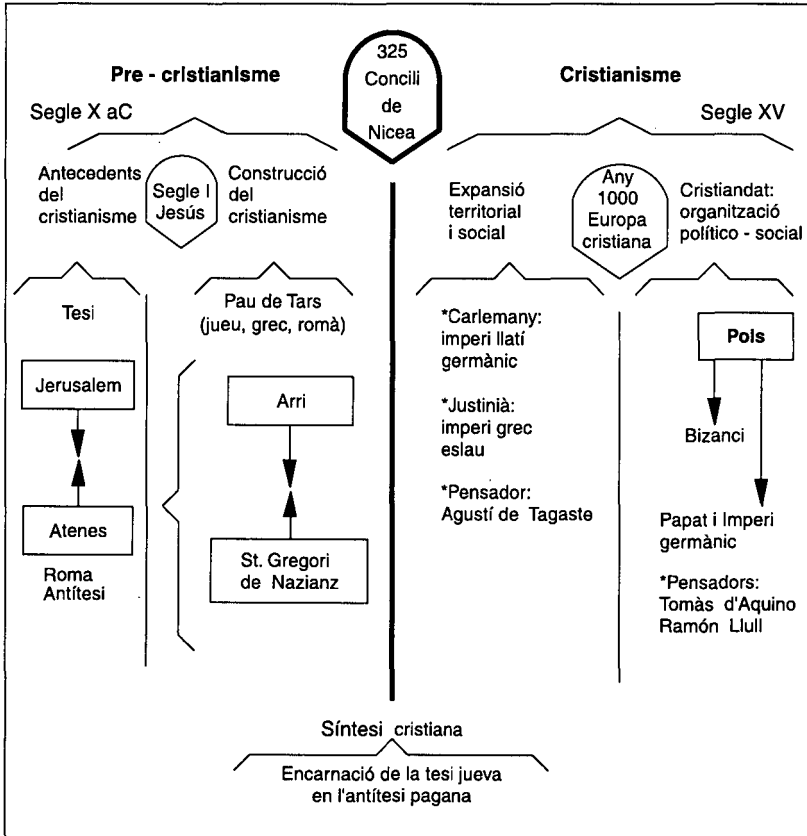 325
Concili
de
Nicea
Pre - cristianisme
Segle X aC
Antecedents
del
cristianisme
Segle I
Jesús
Construcció
del
cristianisme
Tesi
Jerusalem
Atenes
Roma
Antítesi
Pau de Tars
(jueu, grec, romà)
Arri
St. Gregori
de Nazianz
Cristianisme
Segle XV
Expansió
territorial
i social
Any
1000
Europa
cristiana
Cristiandat:
organització
político - social
*Carlemany:
imperi llatí
germànic
*Justinià:
imperi grec
eslau
*Pensador:
Agustí de Tagaste
Pols
Bizanci
Papat i Imperi
germànic
*Pensadors:
Tomàs d'Aquino
Ramón Llull
Síntesi cristiana
Encarnació de la tesi jueva
en l'antítesi pagana